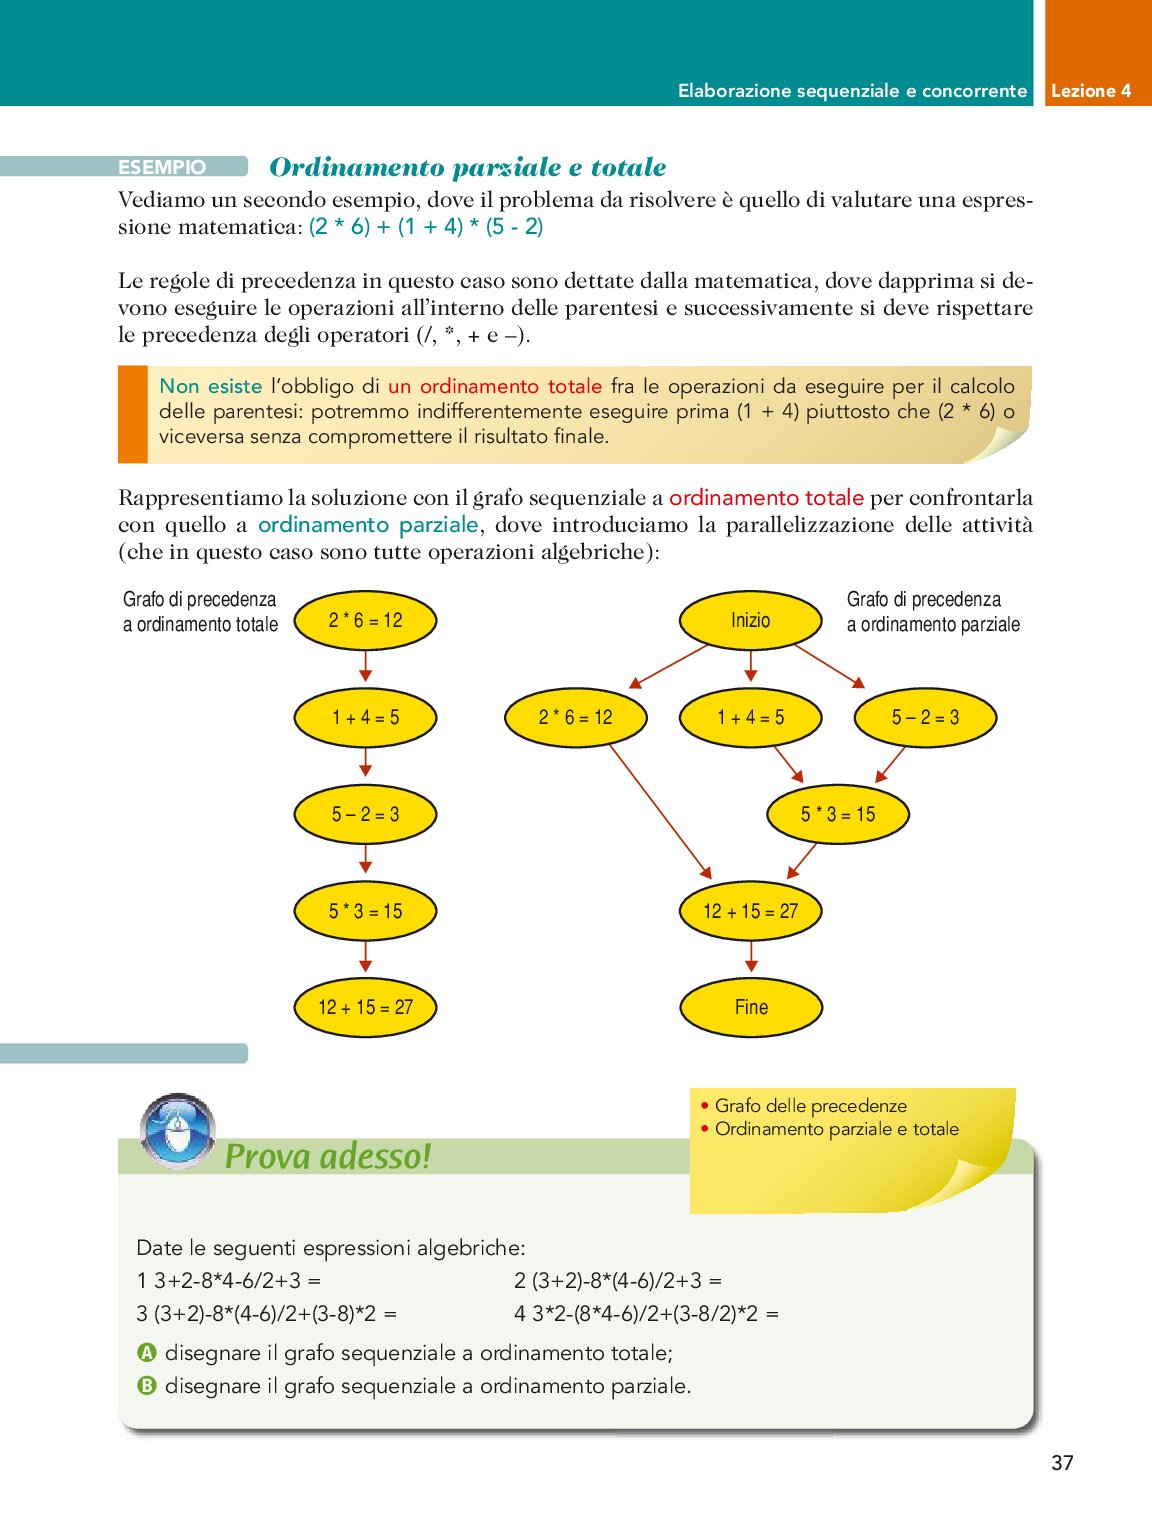 Elaborazione sequenziale e concorrente Lezione 4
ESEMPIO Ordinamento parziale e totale
Vediamo un secondo esempio, dove il problema da risolvere è quello di valutare una espres-
sione matematica: (2 * 6) + (1 + 4) * (5 - 2)
Le regole di precedenza in questo caso sono dettate dalla matematica, dove dapprima si de-
vono eseguire le operazioni all’interno delle parentesi e successivamente si deve rispettare
le precedenza degli operatori (/, *, + e –).
Non esiste l’obbligo di un ordinamento totale fra le operazioni da eseguire per il calcolo
delle parentesi: potremmo indifferentemente eseguire prima (1 + 4) piuttosto che (2 * 6) o
viceversa senza compromettere il risultato finale.
Rappresentiamo la soluzione con il grafo sequenziale a ordinamento totale per confrontarla
con quello a ordinamento parziale, dove introduciamo la parallelizzazione delle attività
(che in questo caso sono tutte operazioni algebriche):
Grafo di precedenza
a ordinamento totale
2 * 6 = 12
1 + 4 = 5
5 – 2 = 3
5 * 3 = 15
12 + 15 = 27
Grafo di precedenza
a ordinamento parziale
Inizio
2 * 6 = 12 1 + 4 = 5 5 – 2 = 3
5 * 3 = 15
12 + 15 = 27
Fine
• Grafo delle precedenze
• Ordinamento parziale e totale
Prova adesso!
Date le seguenti espressioni algebriche:
1 3+2-8*4-6/2+3 = 2 (3+2)-8*(4-6)/2+3 =
3 (3+2)-8*(4-6)/2+(3-8)*2 = 4 3*2-(8*4-6)/2+(3-8/2)*2 =
A disegnare il grafo sequenziale a ordinamento totale;
B disegnare il grafo sequenziale a ordinamento parziale.
37